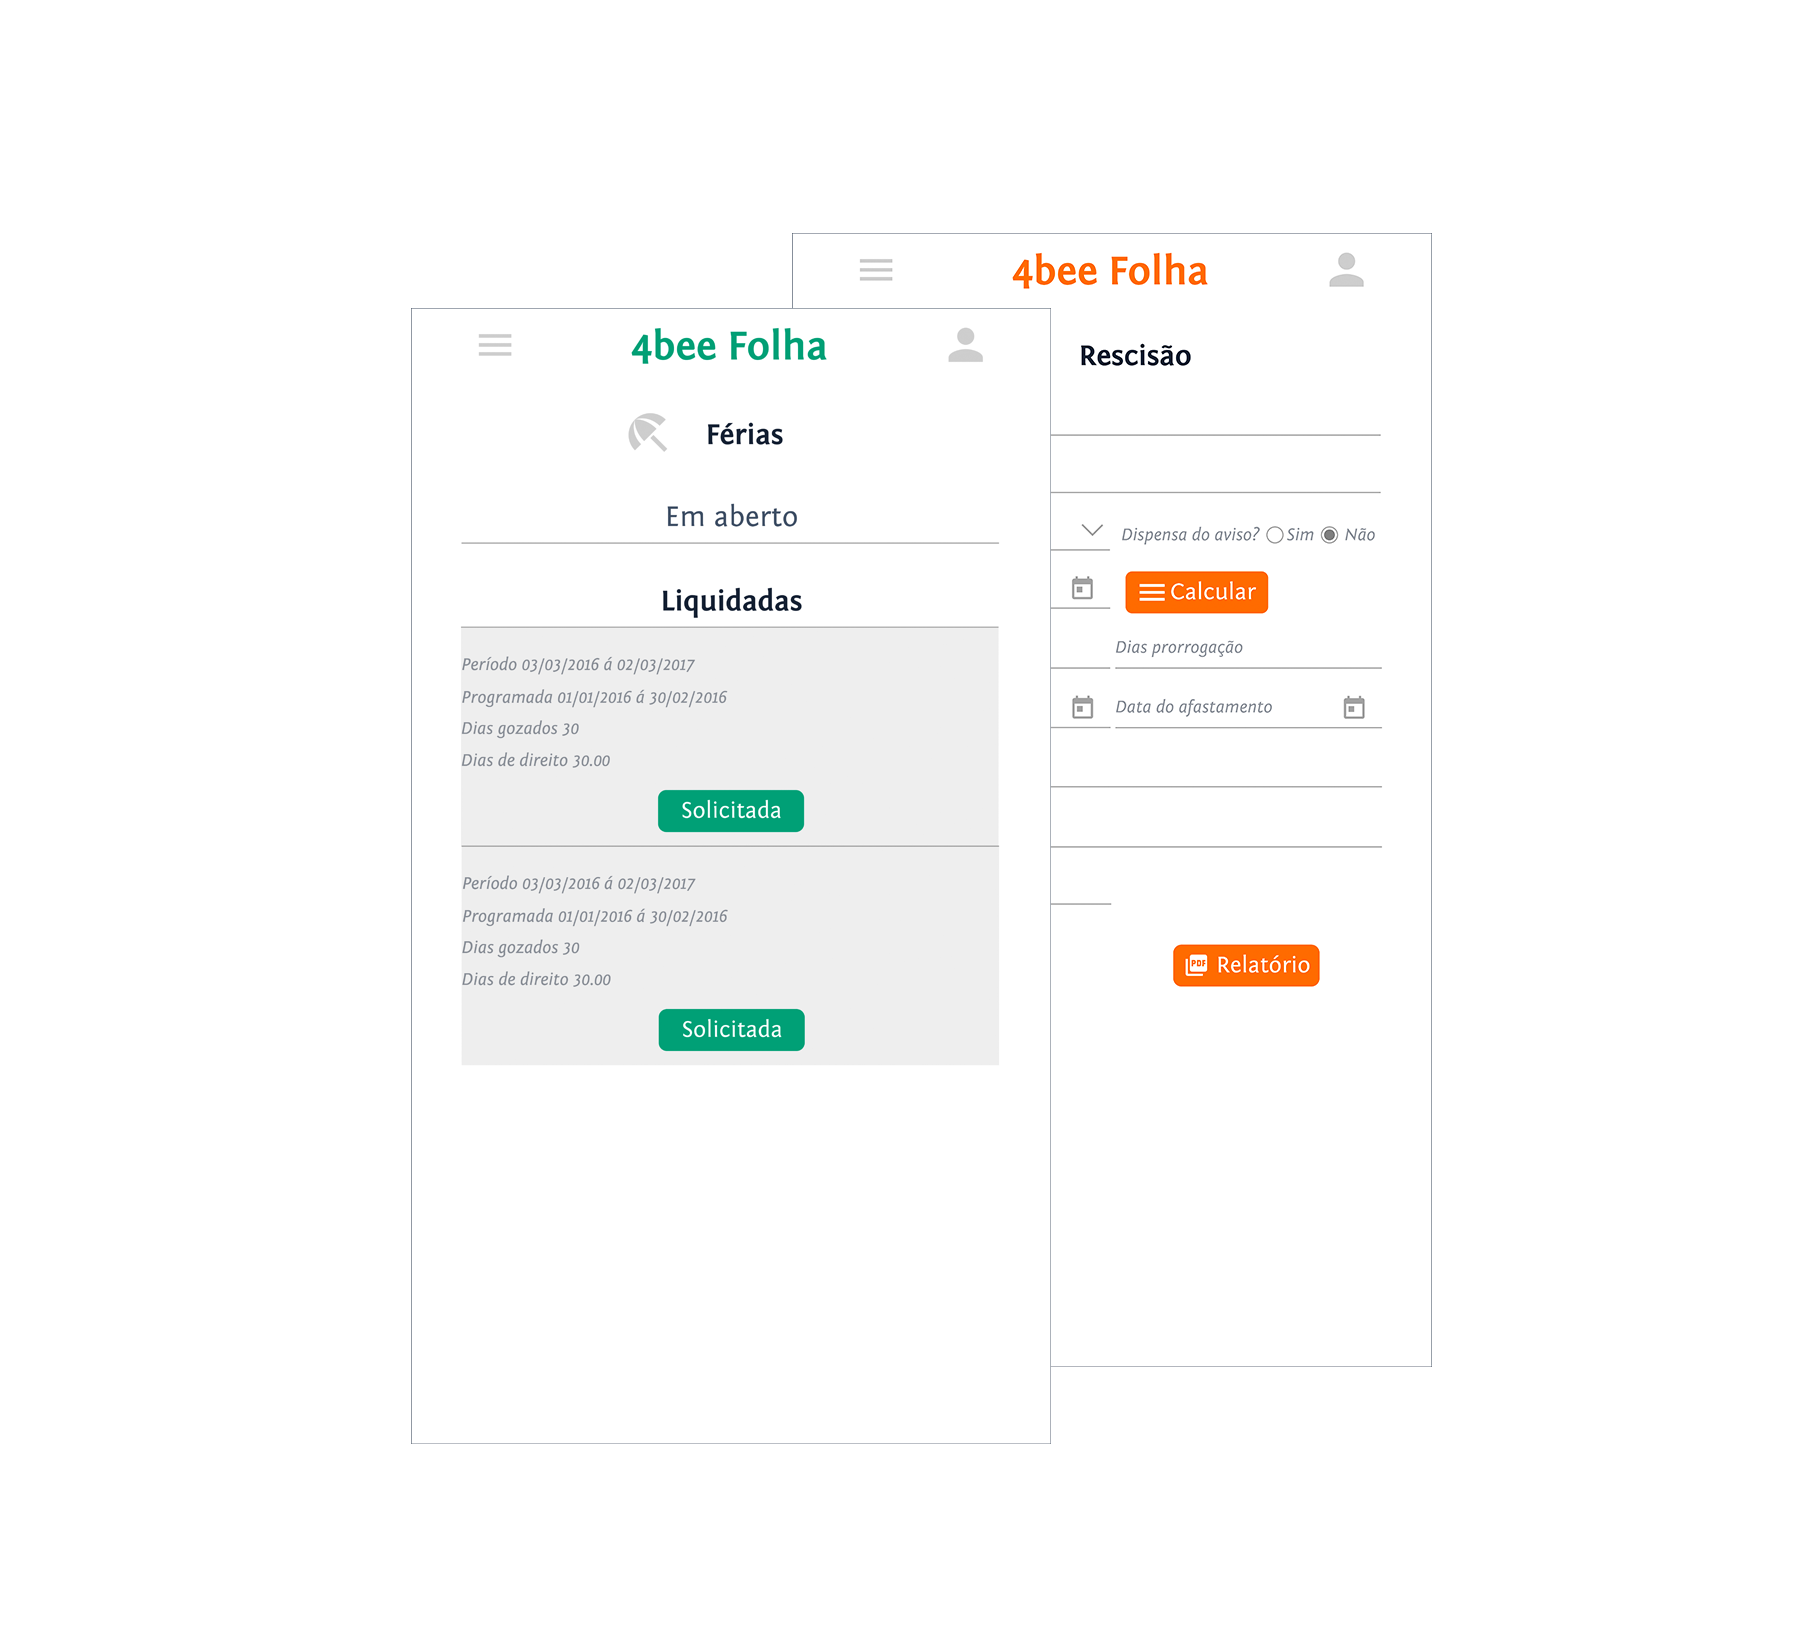 4bee Folha
Férias
Em aberto
Liquidadas
Período 03/03/2016 á 02/03/2017
Programada 01/01/2016 á 30/02/2016
Dias gozados 30
Dias de direito 30.00
Solicitada
Período 03/03/2016 á 02/03/2017
Programada 01/01/2016 á 30/02/2016
Dias gozados 30
Dias de direito 30.00
Solicitada
4bee Folha
Rescisão
Dispensa do aviso? Sim Não
Calcular
Dias prorrogação
Data do afastamento
PDF Relatório